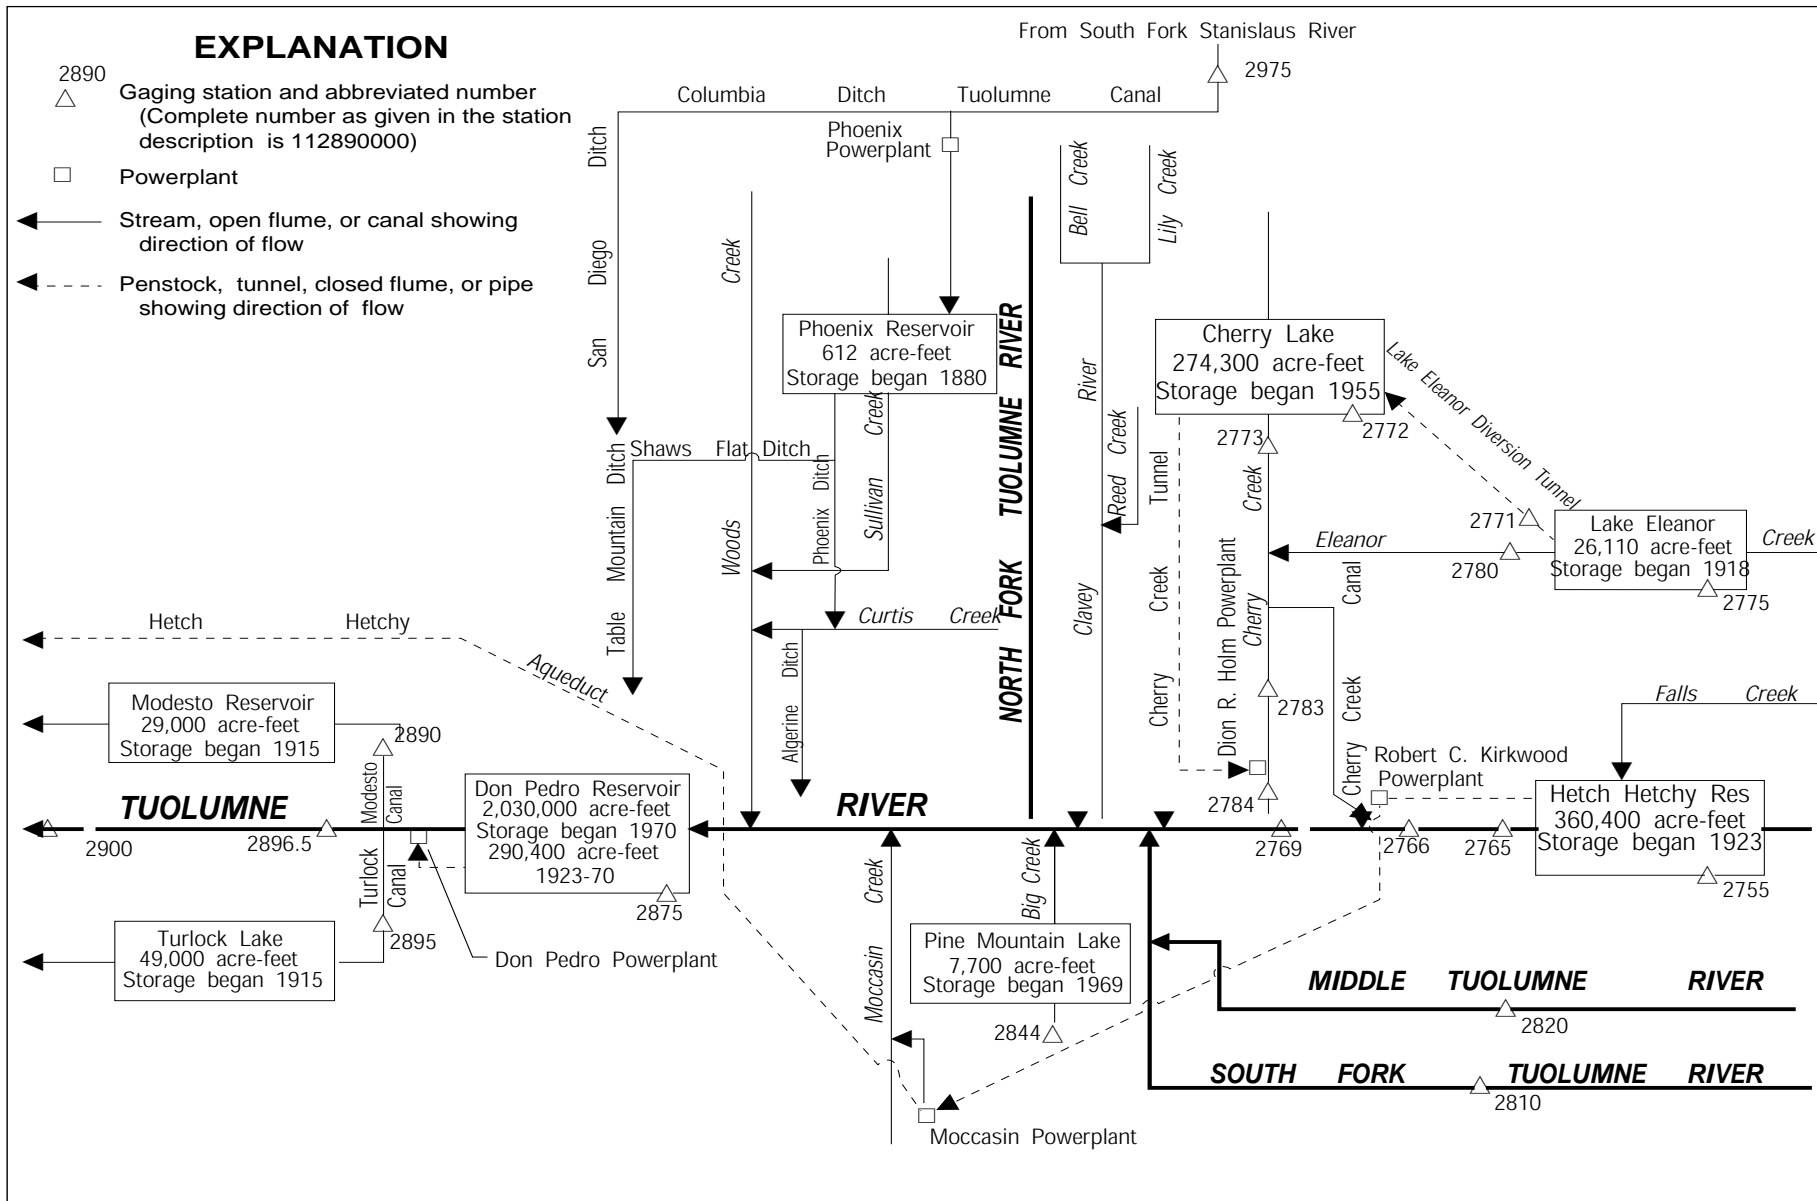 EXPLANATION
2890
Gaging station and abbreviated number
(Complete number as given in the station
description is 112890000)
Powerplant
Stream, open flume, or canal showing
direction of flow
Penstock, tunnel, closed flume, or pipe
showing direction of flow
From South Fork Stanislaus River
2975
Columbia Ditch Tuolumne Canal
Phoenix
Powerplant
San Diego Ditch
Woods Creek
Bell Creek
Lily Creek
Phoenix Reservoir
612 acre-feet
Storage began 1880
NORTH FORK TUOLUMNE RIVER
Clavey River
Reed Creek
Cherry Lake
274,300 acre-feet
Storage began 1955
2772
2773
Lake Eleanor Diversion Tunnel
2771
Lake Eleanor
26,110 acre-feet
Storage began 1918
2775
Eleanor Creek
2780
Shaws Flat Ditch
Table Mountain Ditch
Phoenix Ditch
Sullivan Creek
Curtis Creek
Algerine Ditch
Cherry Creek Tunnel
Dion R. Holm Powerplant
Cherry Creek
2783
2784
Cherry Creek Canal
Falls Creek
Robert C. Kirkwood
Powerplant
Hetch Hetchy Res
360,400 acre-feet
Storage began 1923
2755
2769
2766
2765
Hetch Hetchy
Aqueduct
Modesto Reservoir
29,000 acre-feet
Storage began 1915
2890
Modesto Canal
TUOLUMNE RIVER
2900
2896.5
Don Pedro Reservoir
2,030,000 acre-feet
Storage began 1970
290,400 acre-feet
1923-70
2875
Turlock Canal
2895
Turlock Lake
49,000 acre-feet
Storage began 1915
Don Pedro Powerplant
Moccasin Creek
Big Creek
Pine Mountain Lake
7,700 acre-feet
Storage began 1969
2844
Moccasin Powerplant
MIDDLE TUOLUMNE RIVER
2820
SOUTH FORK TUOLUMNE RIVER
2810